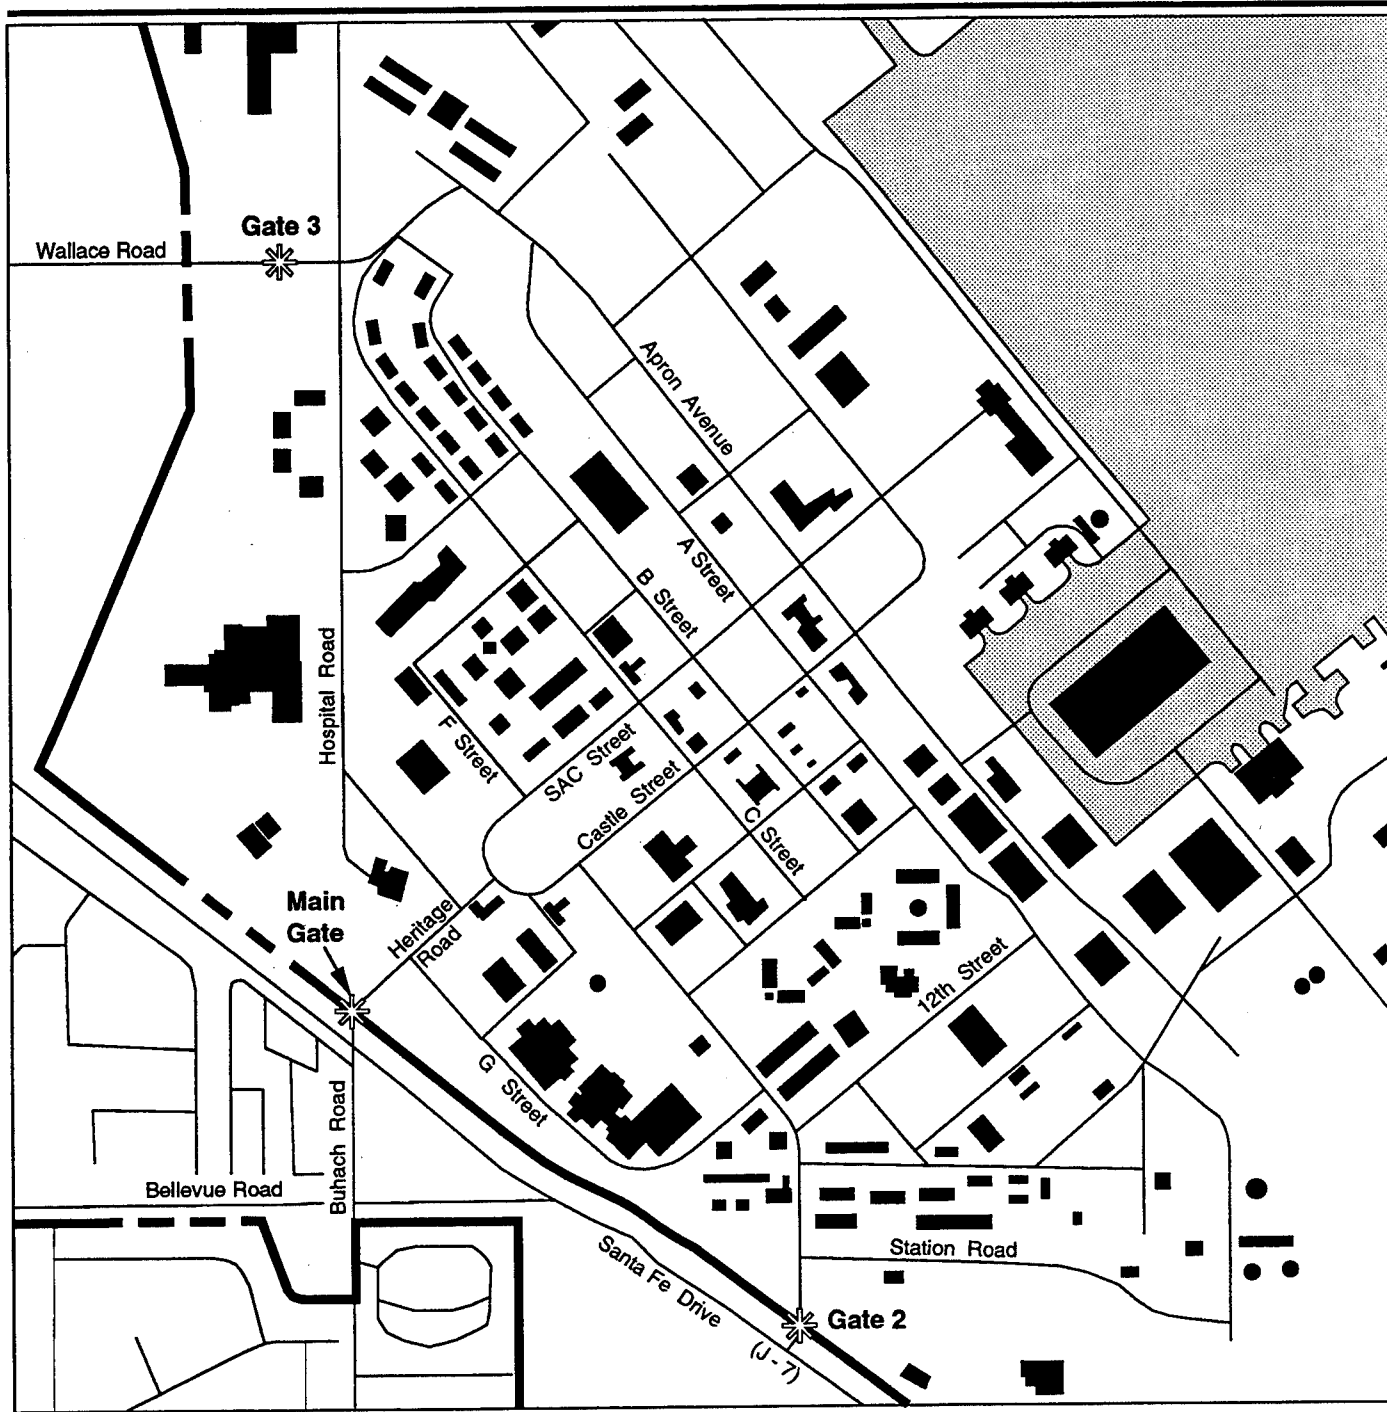 Gate 3
Wallace Road
Apron Avenue
A Street
B Street
Hospital Road
F Street
SAC Street
Castle Street
C Street
Main
Gate
Heritage
Road
12th Street
G Street
Buhach Road
Bellevue Road
Station Road
Santa Fe Drive
(J - 7)
Gate 2